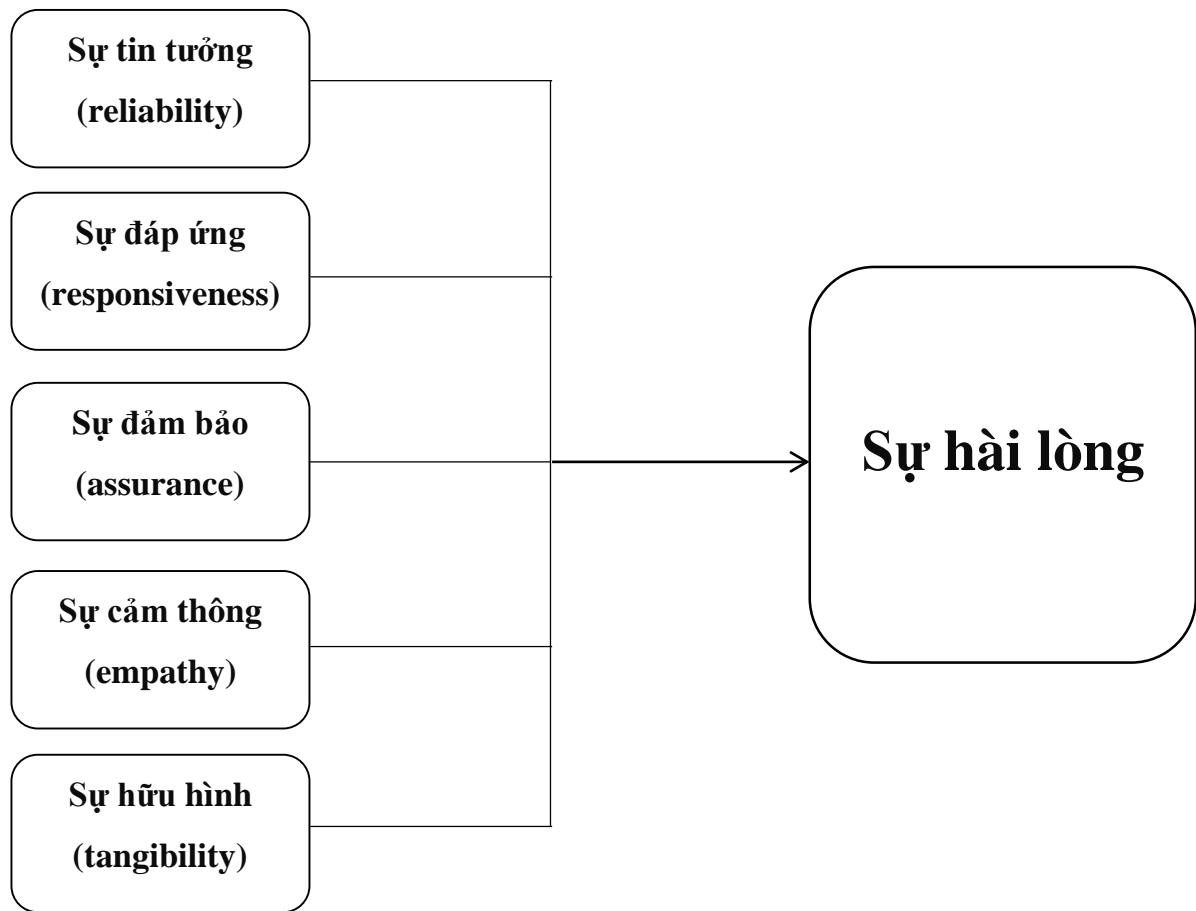 Sự tin tưởng
(reliability)
Sự đáp ứng
(responsiveness)
Sự đảm bảo
(assurance)
Sự cảm thông
(empathy)
Sự hữu hình
(tangibility)
Sự hài lòng